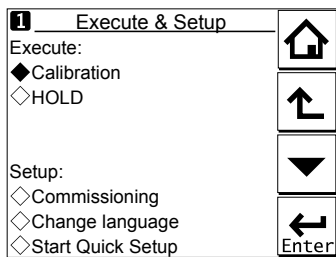 1 Execute & Setup
Execute:
Calibration
HOLD
Setup:
Commissioning
Change language
Start Quick Setup
Enter